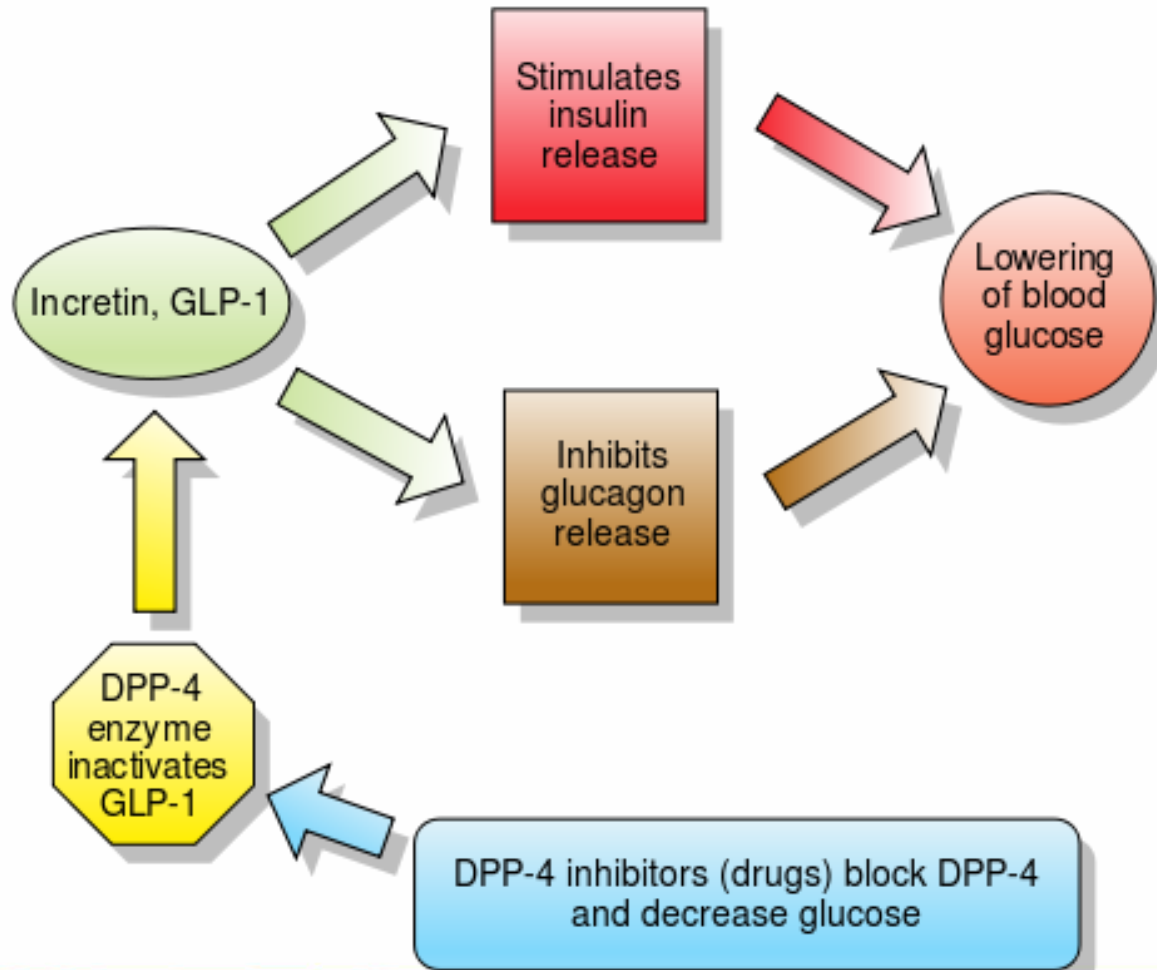 Stimulates
insulin
release
Incretin, GLP-1
Lowering
of blood
glucose
Inhibits
glucagon
release
DPP-4
enzyme
inactivates
GLP-1
DPP-4 inhibitors (drugs) block DPP-4
and decrease glucose